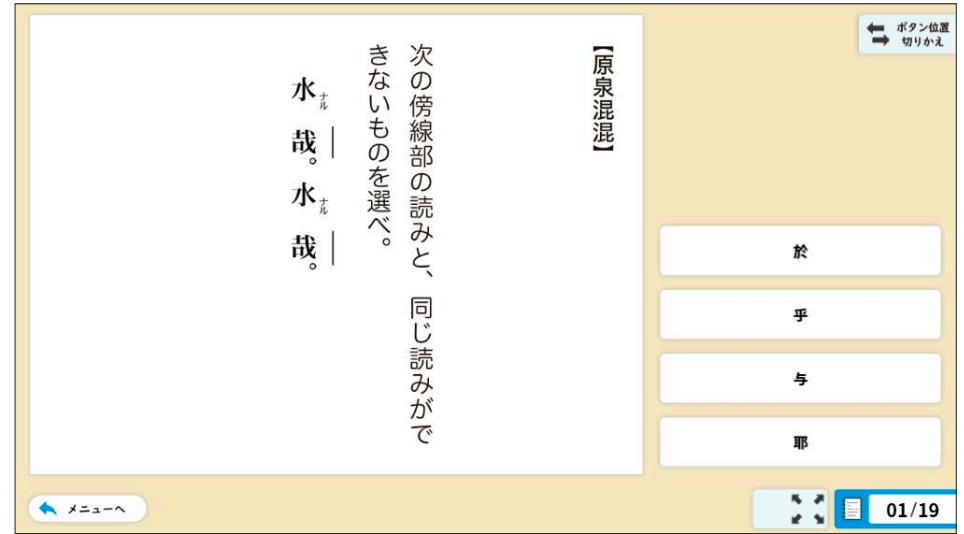 【原泉混混】
次の傍線部の読みと、同じ読みがで
きないものを選べ。
水ナル哉。水ナル哉。
ボタン位置
切りかえ
於
乎
与
耶
メニューへ
01/19